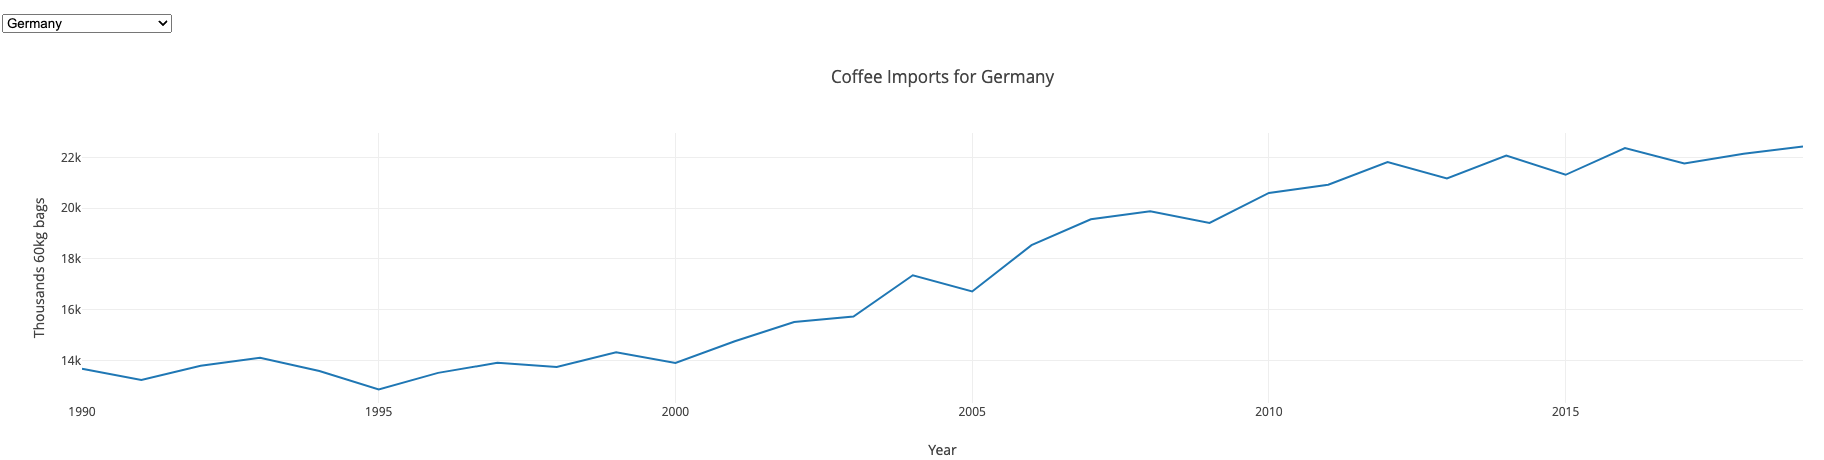 Germany
Coffee Imports for Germany
Thousands 60kg bags
22k
20k
18k
16k
14k
1990 1995 2000 2005 2010 2015
Year